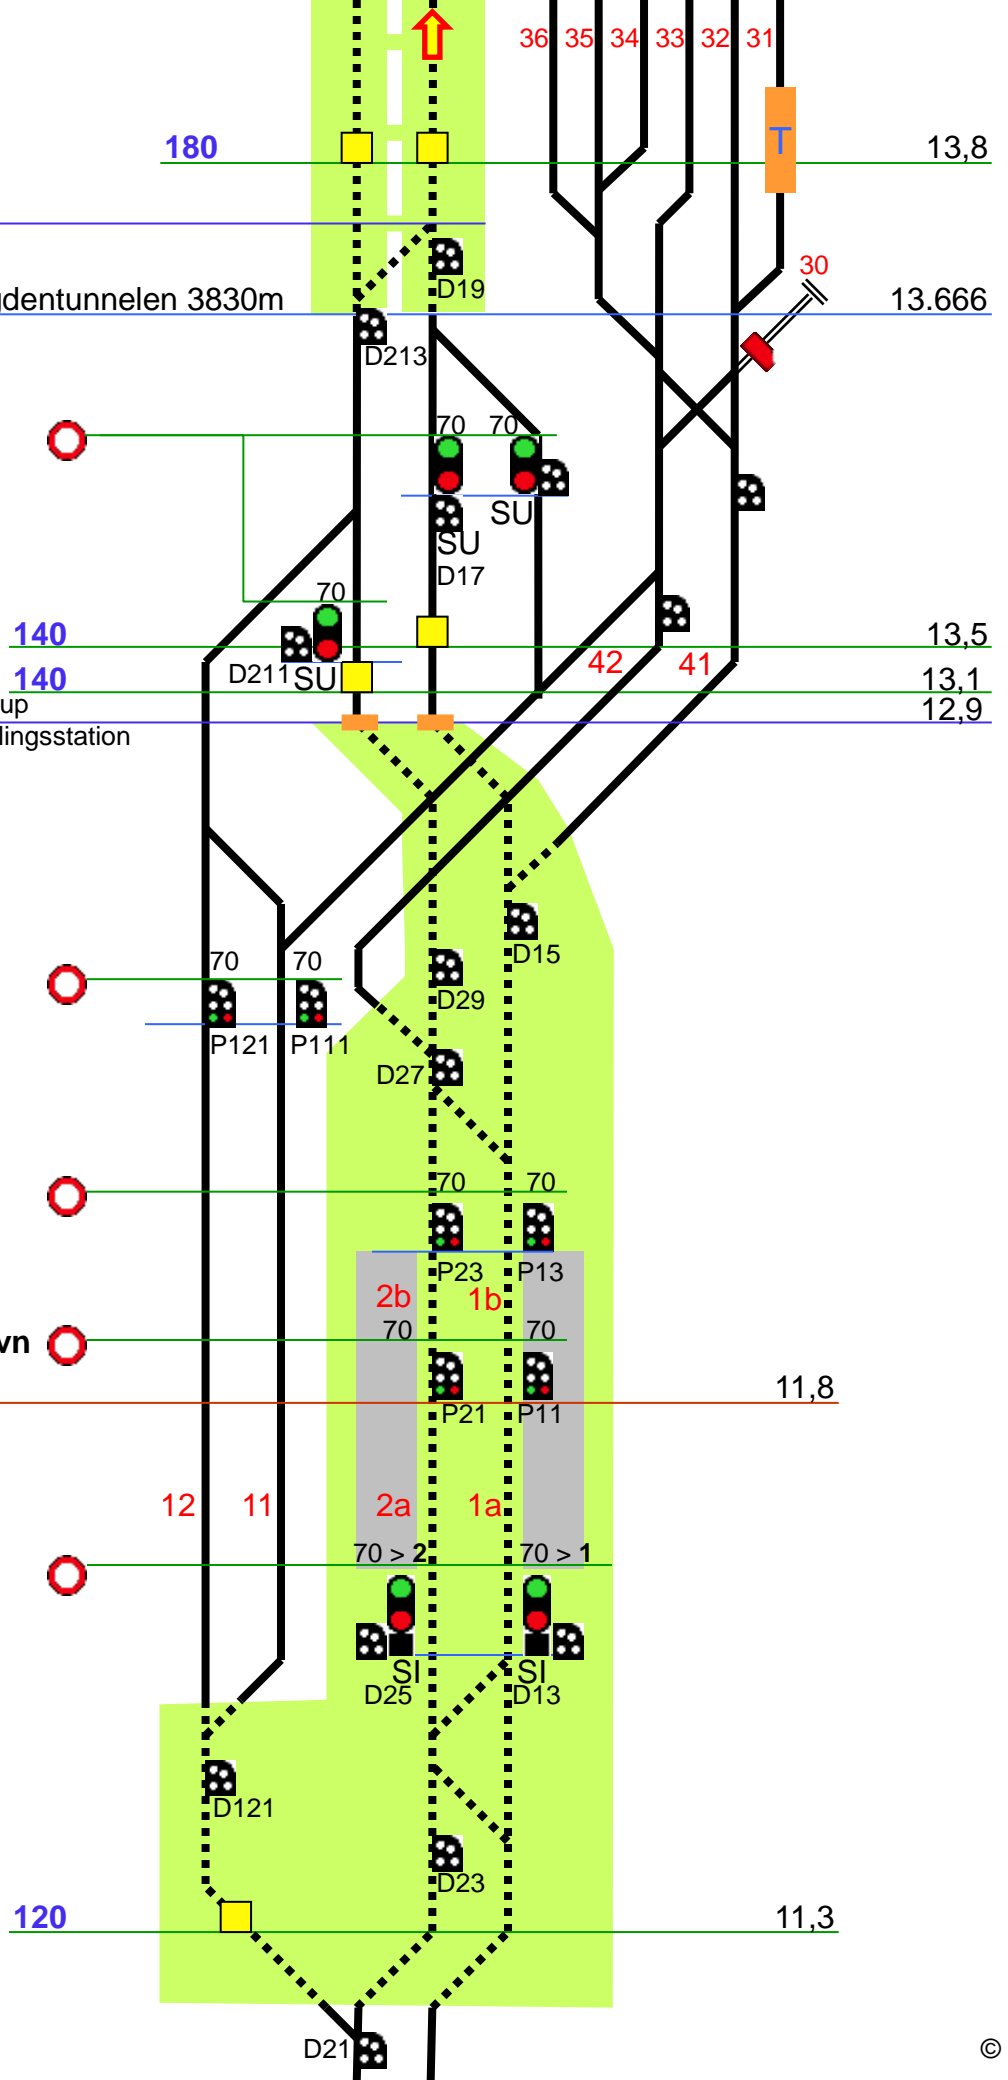 36 35 34 33 32 31
180 T 13,8
30
D19
gdentunnelen 3830m 13.666
D213
70 70
SU
SU
D17
70
140 13,5
D211 SU 42 41
140 13,1
up 12,9
lingsstation
D15
70 70
D29
P121 P111
D27
70 70
P23 P13
2b 1b
vn 70 70
11,8
P21 P11
12 11 2a 1a
70 > 2 70 > 1
SI SI
D25 D13
D121
D23
120 11,3
D21 ©